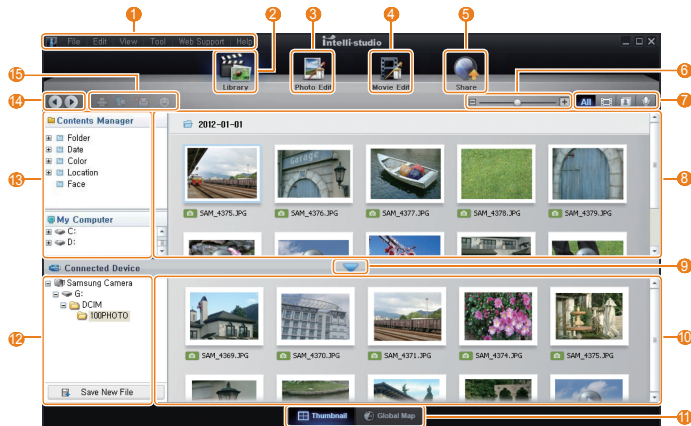 1 2 3 4 5
File Edit View Tool Web Support Help
intelli-studio
Library Photo Edit Movie Edit Share
15 6
14 All 7
Contents Manager
2012-01-01
Folder
Date
Color
Location
Face
13 8
SAM_4375.JPG SAM_4376.JPG SAM_4377.JPG SAM_4378.JPG SAM_4379.JPG
My Computer
C:
D:
Connected Device 9
Samsung Camera
G:
DCIM
100PHOTO
12 10
SAM_4369.JPG SAM_4370.JPG SAM_4371.JPG SAM_4374.JPG SAM_4375.JPG
Save New File
Thumbnail Global Map 11